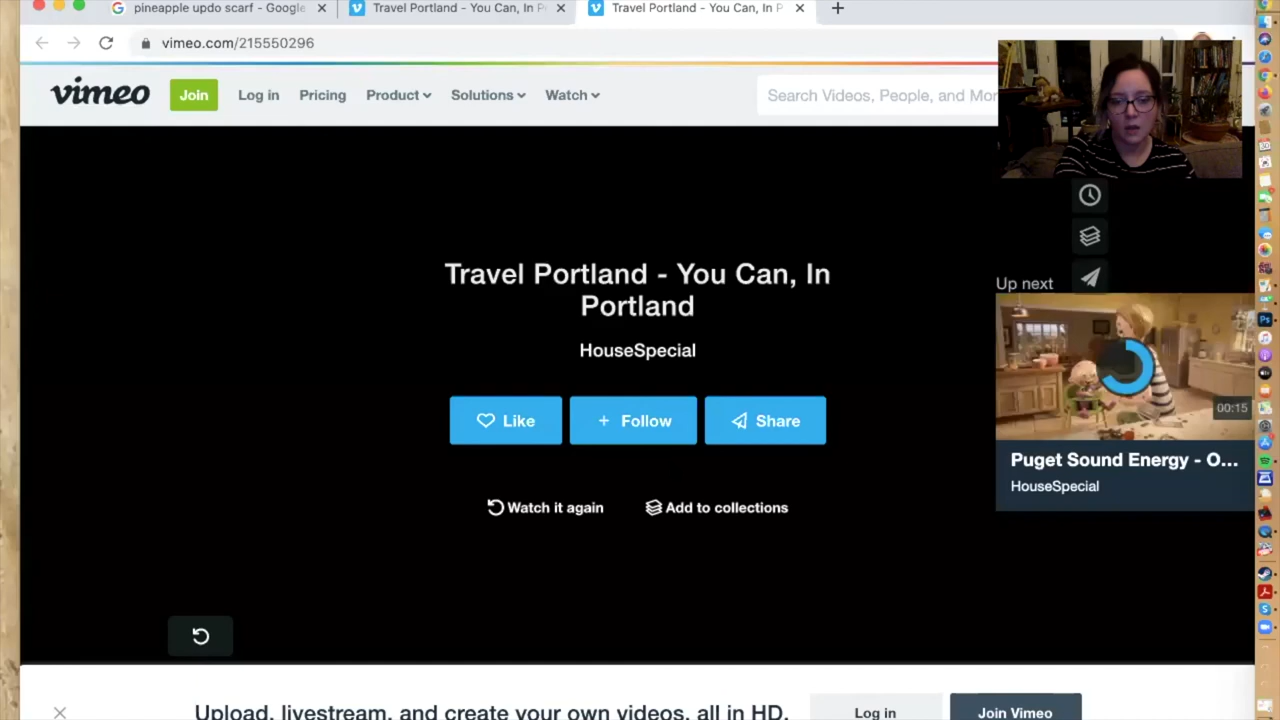 pineapple updo scarf - Google
Travel Portland - You Can, In P
Travel Portland - You Can, In P
vimeo.com/215550296
vimeo
Join
Log in
Pricing
Product
Solutions
Watch
Search Videos, People, and Mor
Travel Portland - You Can, In
Portland
HouseSpecial
Like
Follow
Share
Watch it again
Add to collections
Up next
00:15
Puget Sound Energy - O...
HouseSpecial
Upload, livestream, and create your own videos, all in HD.
Log in
Join Vimeo
30
Ps